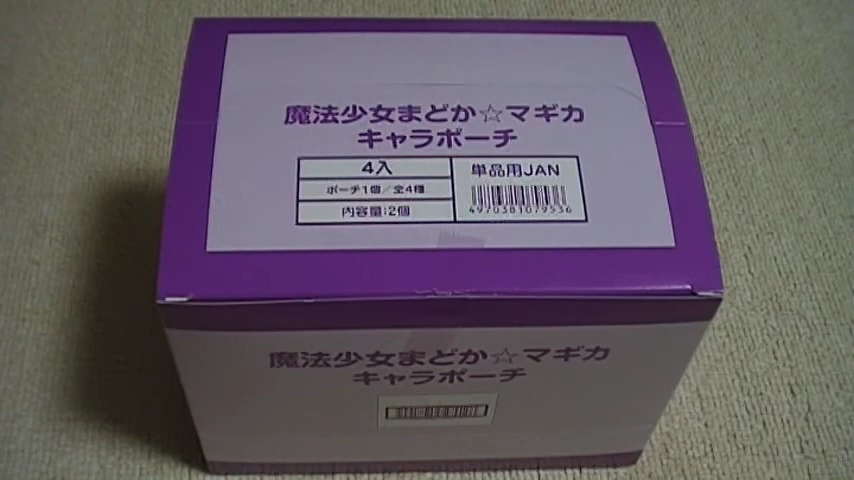 魔法少女まどか☆マギカ
キャラポーチ
4入
ポーチ1個／全4種
内容量:2個
単品用JAN
4970381079536
魔法少女まどか☆マギカ
キャラポーチ